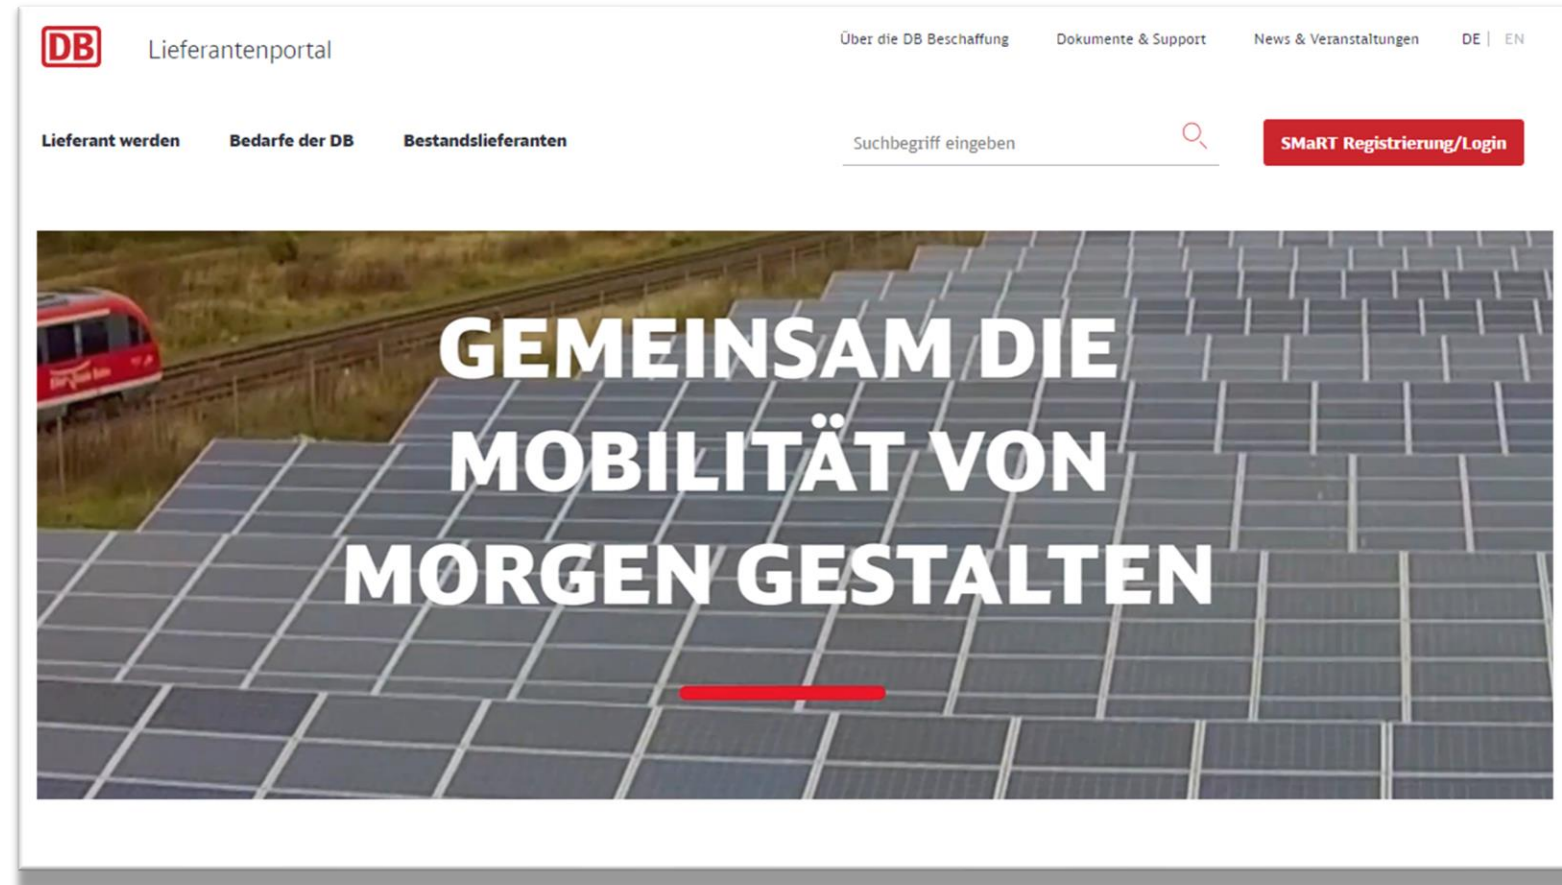 DB
Lieferantenportal
Über die DB Beschaffung
Dokumente & Support
News & Veranstaltungen
DE | EN
Lieferant werden
Bedarfe der DB
Bestandslieferanten
Suchbegriff eingeben
SMaRT Registrierung/Login
GEMEINSAM DIE
MOBILITÄT VON
MORGEN GESTALTEN